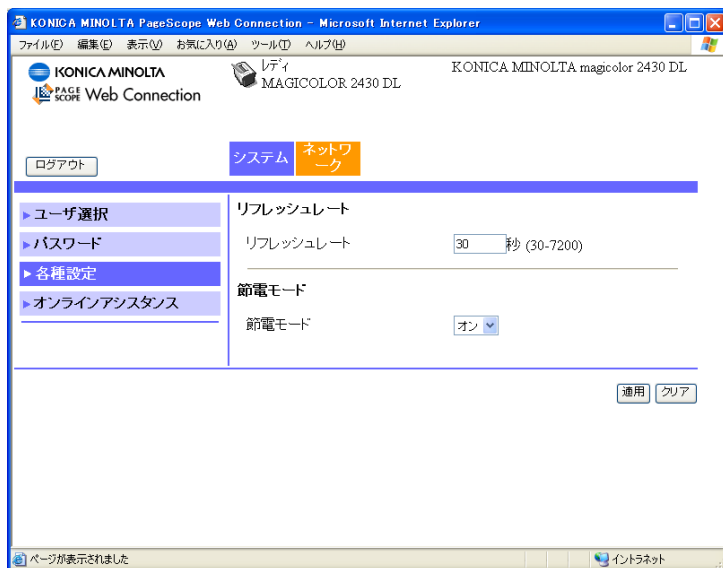 KONICA MINOLTA PageScope Web Connection - Microsoft Internet Explorer
ファイル(F) 編集(E) 表示(V) お気に入り(A) ツール(T) ヘルプ(H)
KONICA MINOLTA
PAGE SCOPE Web Connection
レディ
MAGICOLOR 2430 DL
KONICA MINOLTA magicolor 2430 DL
ログアウト
システム
ネットワ
ーク
ユーザ選択
パスワード
各種設定
オンラインアシスタンス
リフレッシュレート
リフレッシュレート 30 秒 (30-7200)
節電モード
節電モード オン
適用 クリア
ページが表示されました
イントラネット